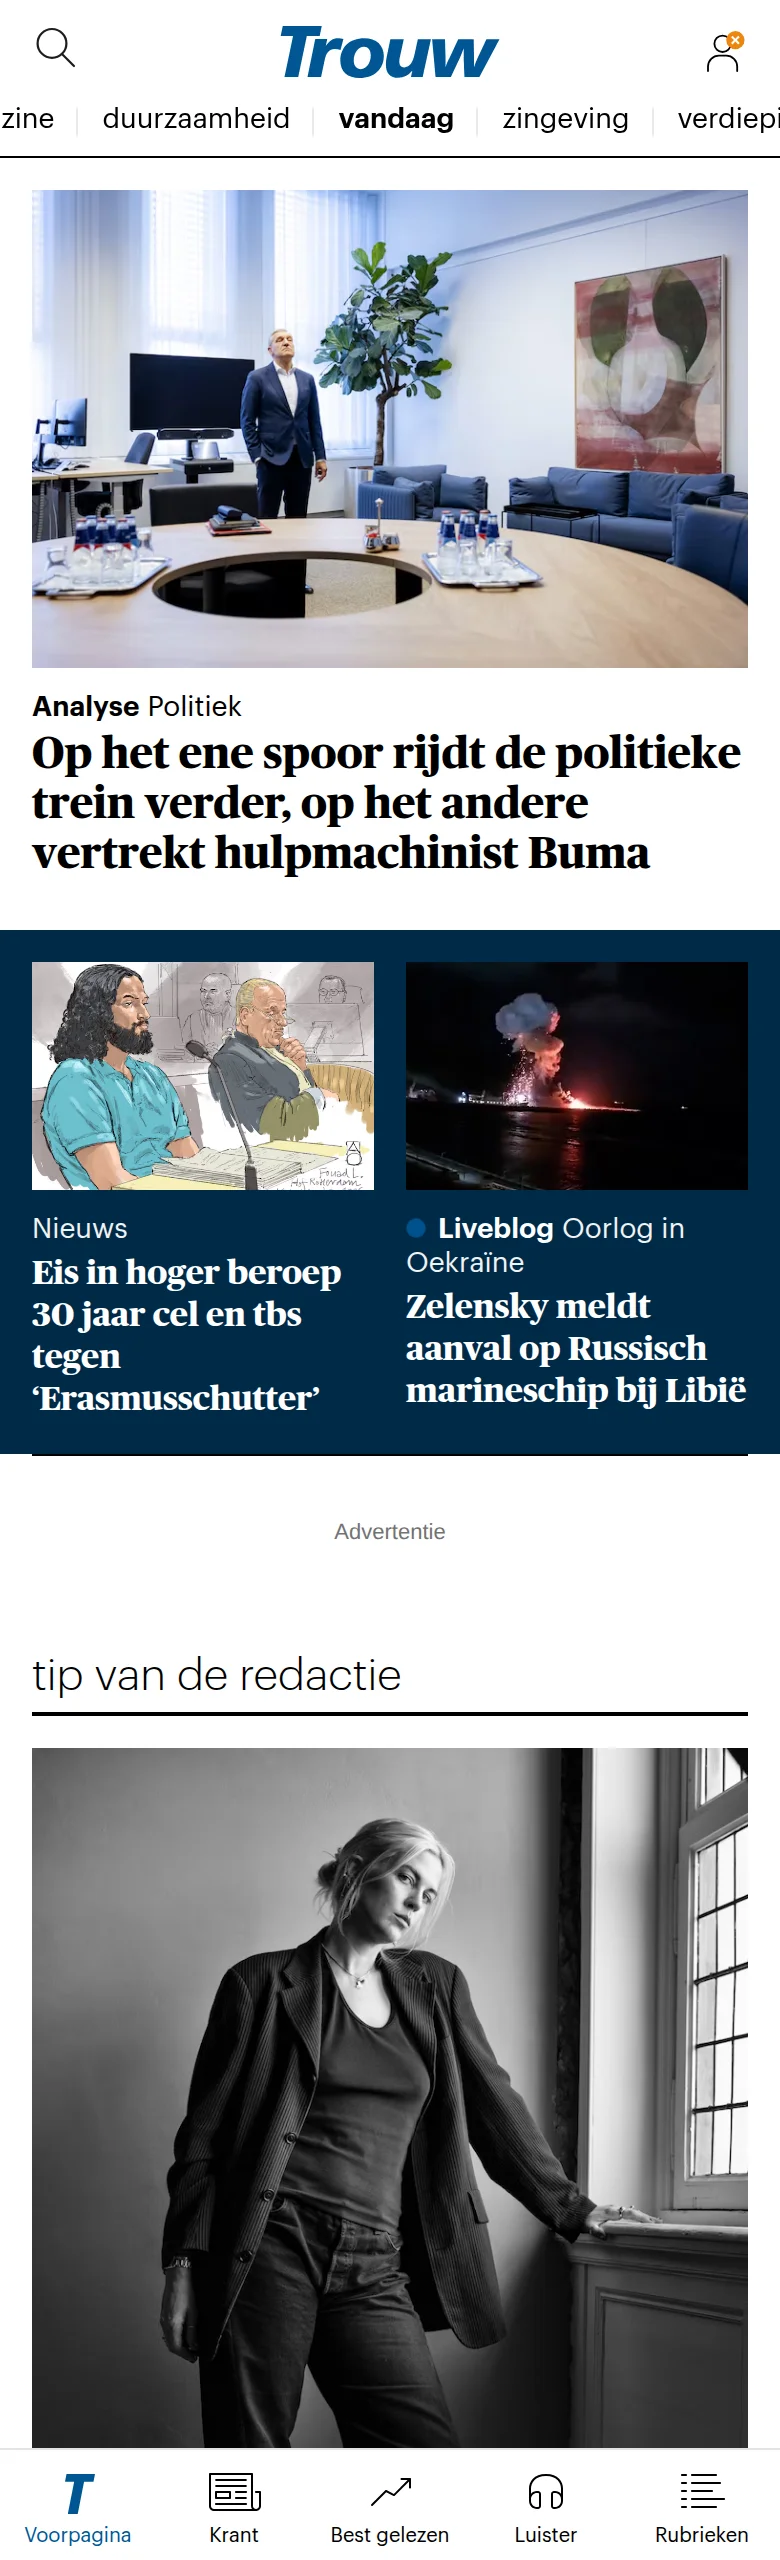 Trouw
zine
duurzaamheid
vandaag
zingeving
verdiepi
Analyse Politiek
Op het ene spoor rijdt de politieke
trein verder, op het andere
vertrekt hulpmachinist Buma
Fouad L.
Hof Rotterdam
Nieuws
Eis in hoger beroep
30 jaar cel en tbs
tegen
‘Erasmusschutter’
Liveblog Oorlog in
Oekraïne
Zelensky meldt
aanval op Russisch
marineschip bij Libië
Advertentie
tip van de redactie
T
Voorpagina
Krant
Best gelezen
Luister
Rubrieken